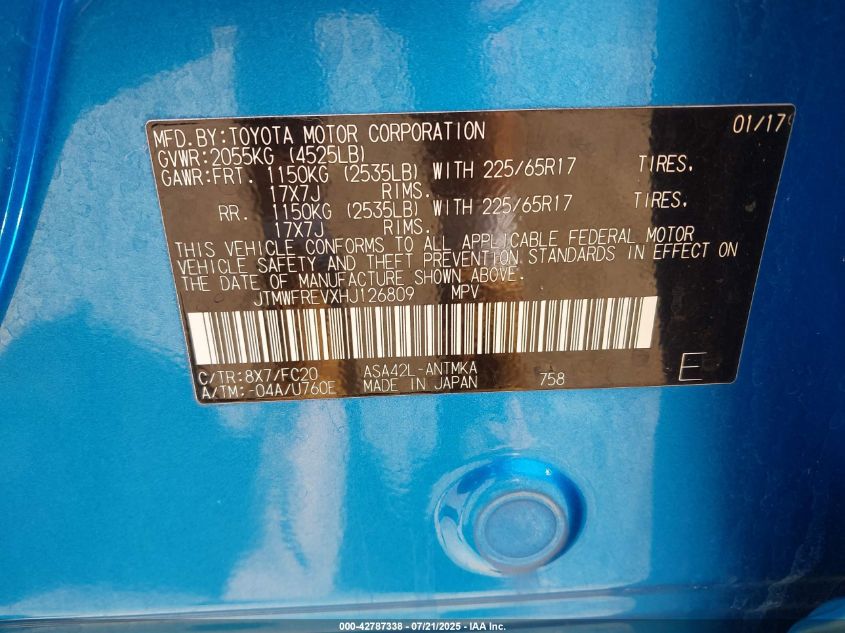 MFD.BY:TOYOTA MOTOR CORPORATION 01/17
GVWR:2055KG (4525LB)
GAWR:FRT. 1150KG (2535LB) WITH 225/65R17 TIRES.
17X7J RIMS.
RR. 1150KG (2535LB) WITH 225/65R17 TIRES.
17X7J RIMS.
THIS VEHICLE CONFORMS TO ALL APPLICABLE FEDERAL MOTOR
VEHICLE SAFETY AND THEFT PREVENTION STANDARDS IN EFFECT ON
THE DATE OF MANUFACTURE SHOWN ABOVE.
JTMWFREVXHJ126809 MPV
C/TR:8X7/FC20 ASA42L-ANTMKA
A/TM:-04A/U760E MADE IN JAPAN 758 E
000-42787338 - 07/21/2025 - IAA Inc.